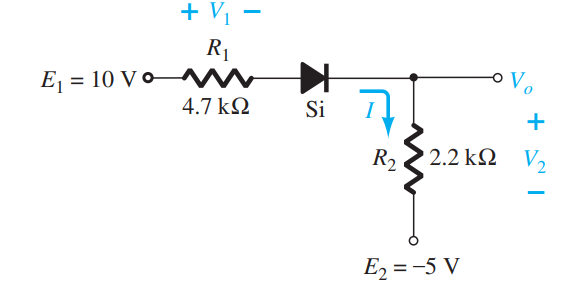 + V₁ −
R₁
E₁ = 10 V
4.7 kΩ
Si
I
Vₒ
+
R₂
2.2 kΩ
V₂
−
E₂ = −5 V